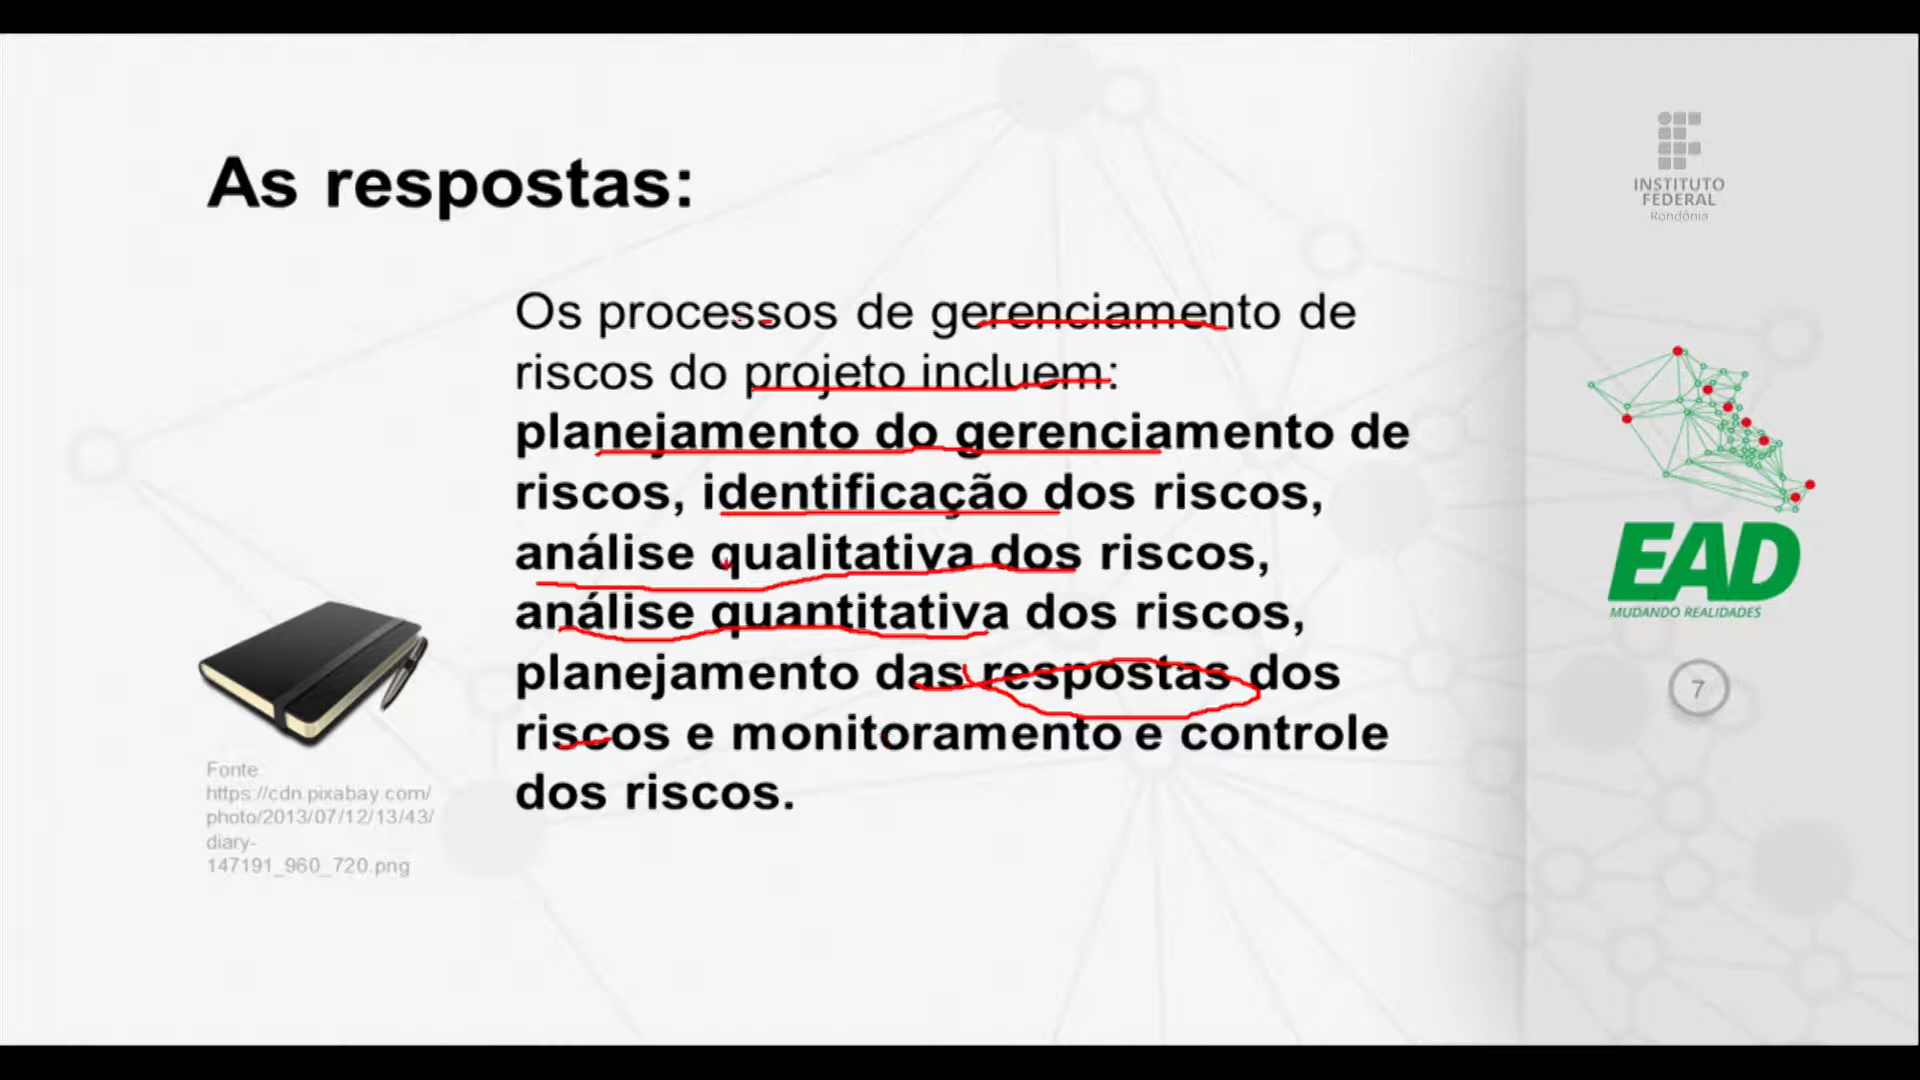 As respostas:
Os processos de gerenciamento de
riscos do projeto incluem:
planejamento do gerenciamento de
riscos, identificação dos riscos,
análise qualitativa dos riscos,
análise quantitativa dos riscos,
planejamento das respostas dos
riscos e monitoramento e controle
dos riscos.
Fonte
https://cdn.pixabay.com/
photo/2013/07/12/13/43/
diary-
147191_960_720.png
INSTITUTO
FEDERAL
Rondônia
EAD
MUDANDO REALIDADES
7